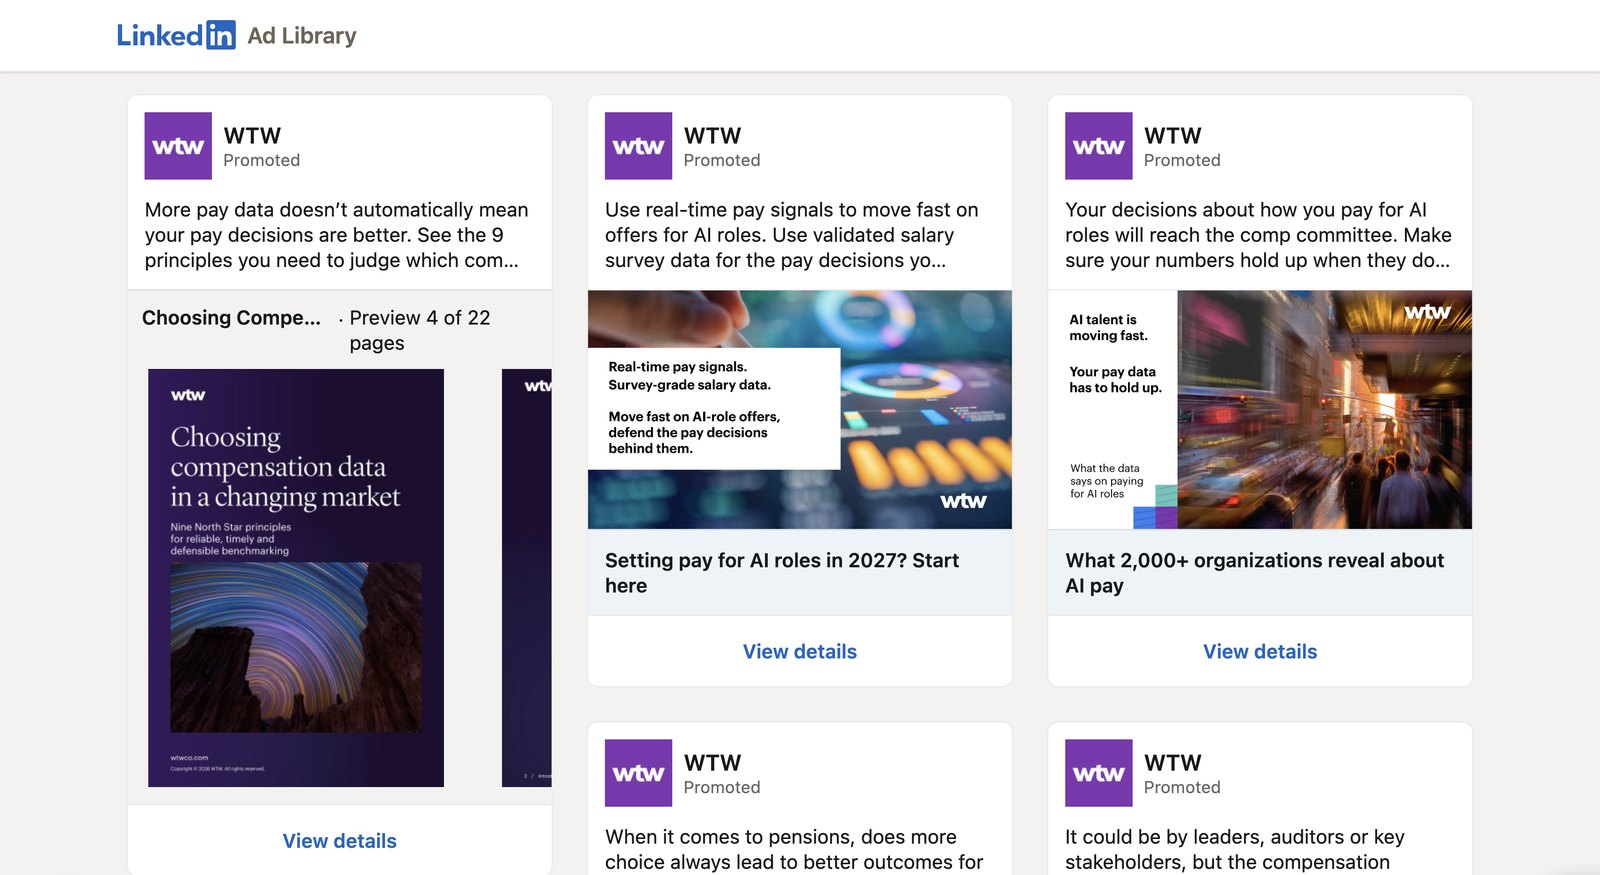 LinkedIn Ad Library
wtw
WTW
Promoted
More pay data doesn’t automatically mean
your pay decisions are better. See the 9
principles you need to judge which com...
Choosing Compe... · Preview 4 of 22
pages
wtw
Choosing
compensation data
in a changing market
Nine North Star principles
for reliable, timely and
defensible benchmarking
wtwco.com
Copyright © 2026 WTW. All rights reserved.
View details
wtw
WTW
Promoted
Use real-time pay signals to move fast on
offers for AI roles. Use validated salary
survey data for the pay decisions yo...
Real-time pay signals.
Survey-grade salary data.
Move fast on AI-role offers,
defend the pay decisions
behind them.
wtw
Setting pay for AI roles in 2027? Start
here
View details
wtw
WTW
Promoted
Your decisions about how you pay for AI
roles will reach the comp committee. Make
sure your numbers hold up when they do...
AI talent is
moving fast.
Your pay data
has to hold up.
What the data
says on paying
for AI roles
wtw
What 2,000+ organizations reveal about
AI pay
View details
wtw
WTW
Promoted
When it comes to pensions, does more
choice always lead to better outcomes for
wtw
WTW
Promoted
It could be by leaders, auditors or key
stakeholders, but the compensation